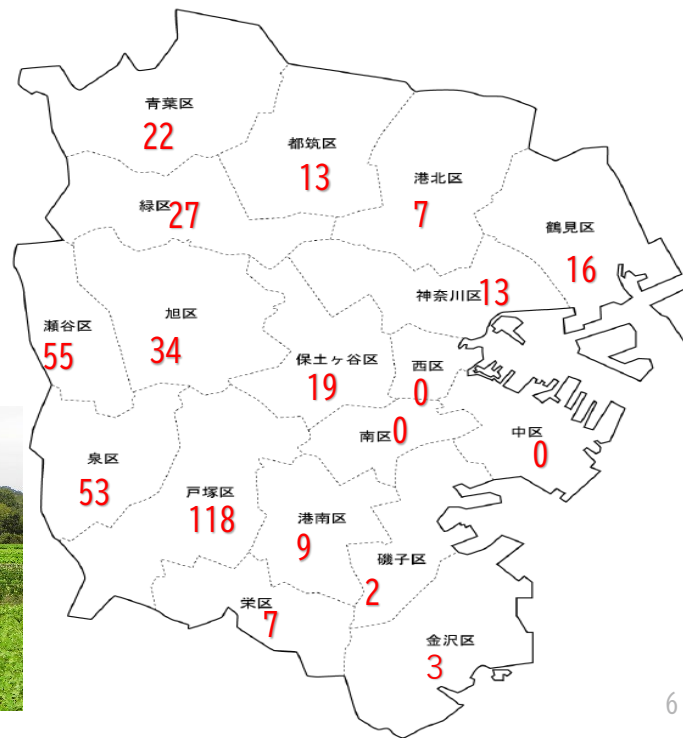 青葉区
22
都筑区
13
港北区
7
緑区27
鶴見区
16
神奈川区13
瀬谷区
55
旭区
34
保土ヶ谷区
19
西区
0
南区0
中区
0
泉区
53
戸塚区
118
港南区
9
磯子区
2
栄区
7
金沢区
3
6